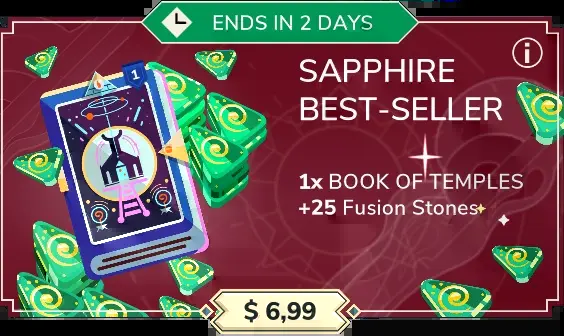 ENDS IN 2 DAYS
SAPPHIRE
BEST-SELLER
1x BOOK OF TEMPLES
+25 Fusion Stones
1
$ 6,99